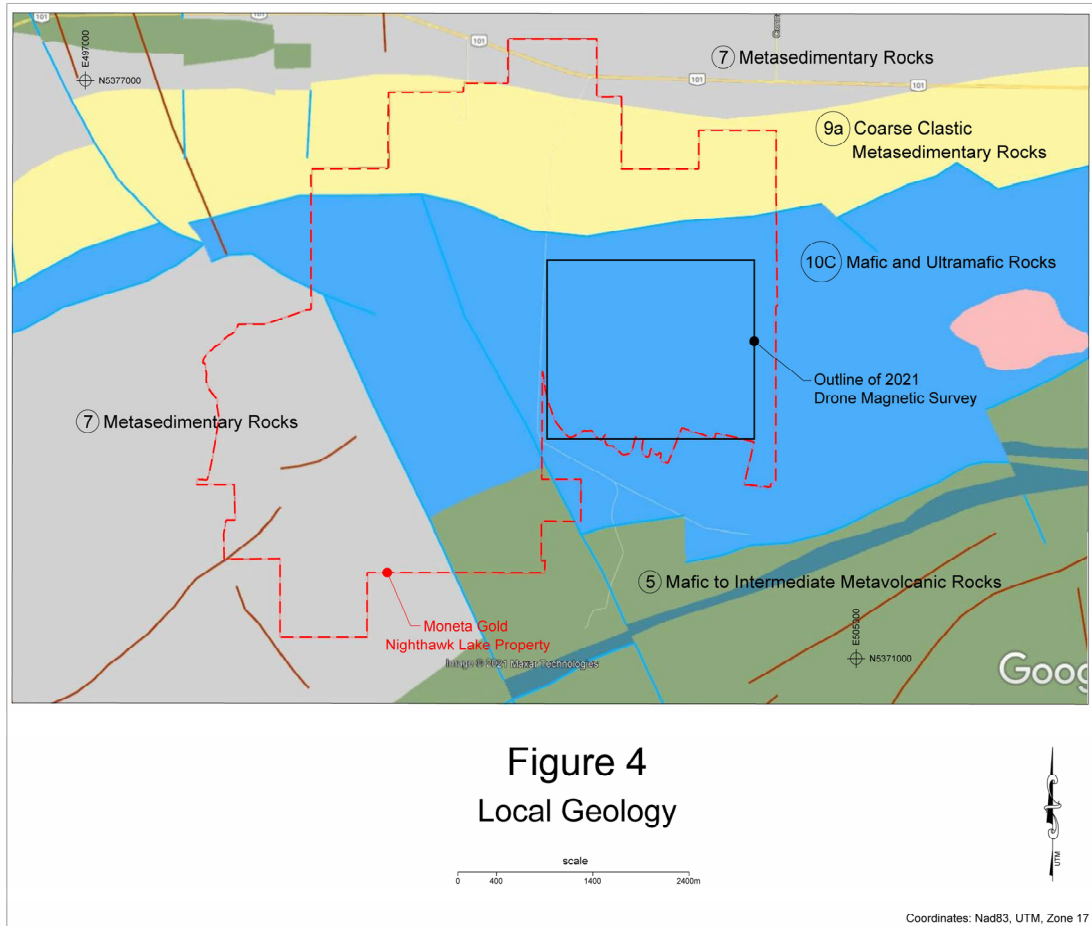 101
101
101
101
101
E497000
N5377000
7 Metasedimentary Rocks
9a Coarse Clastic
Metasedimentary Rocks
10C Mafic and Ultramafic Rocks
Outline of 2021
Drone Magnetic Survey
7 Metasedimentary Rocks
5 Mafic to Intermediate Metavolcanic Rocks
Moneta Gold
Nighthawk Lake Property
Image © 2021 Maxar Technologies
E505000
N5371000
Goog
Figure 4
Local Geology
scale
0 400 1400 2400m
UTM
Coordinates: Nad83, UTM, Zone 17